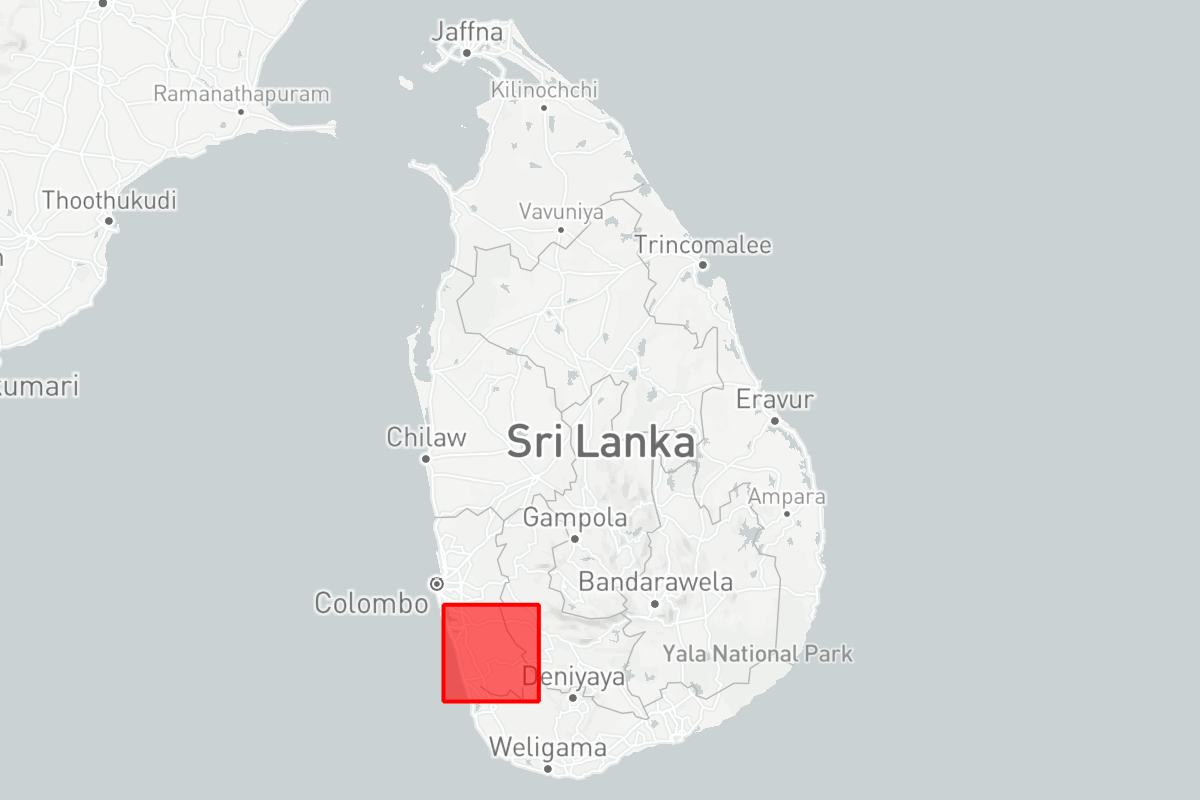 Jaffna
Kilinochchi
Ramanathapuram
Thoothukudi
Vavuniya
Trincomalee
kumari
Eravur
Chilaw
Sri Lanka
Ampara
Gampola
Bandarawela
Colombo
Yala National Park
Deniyaya
Weligama